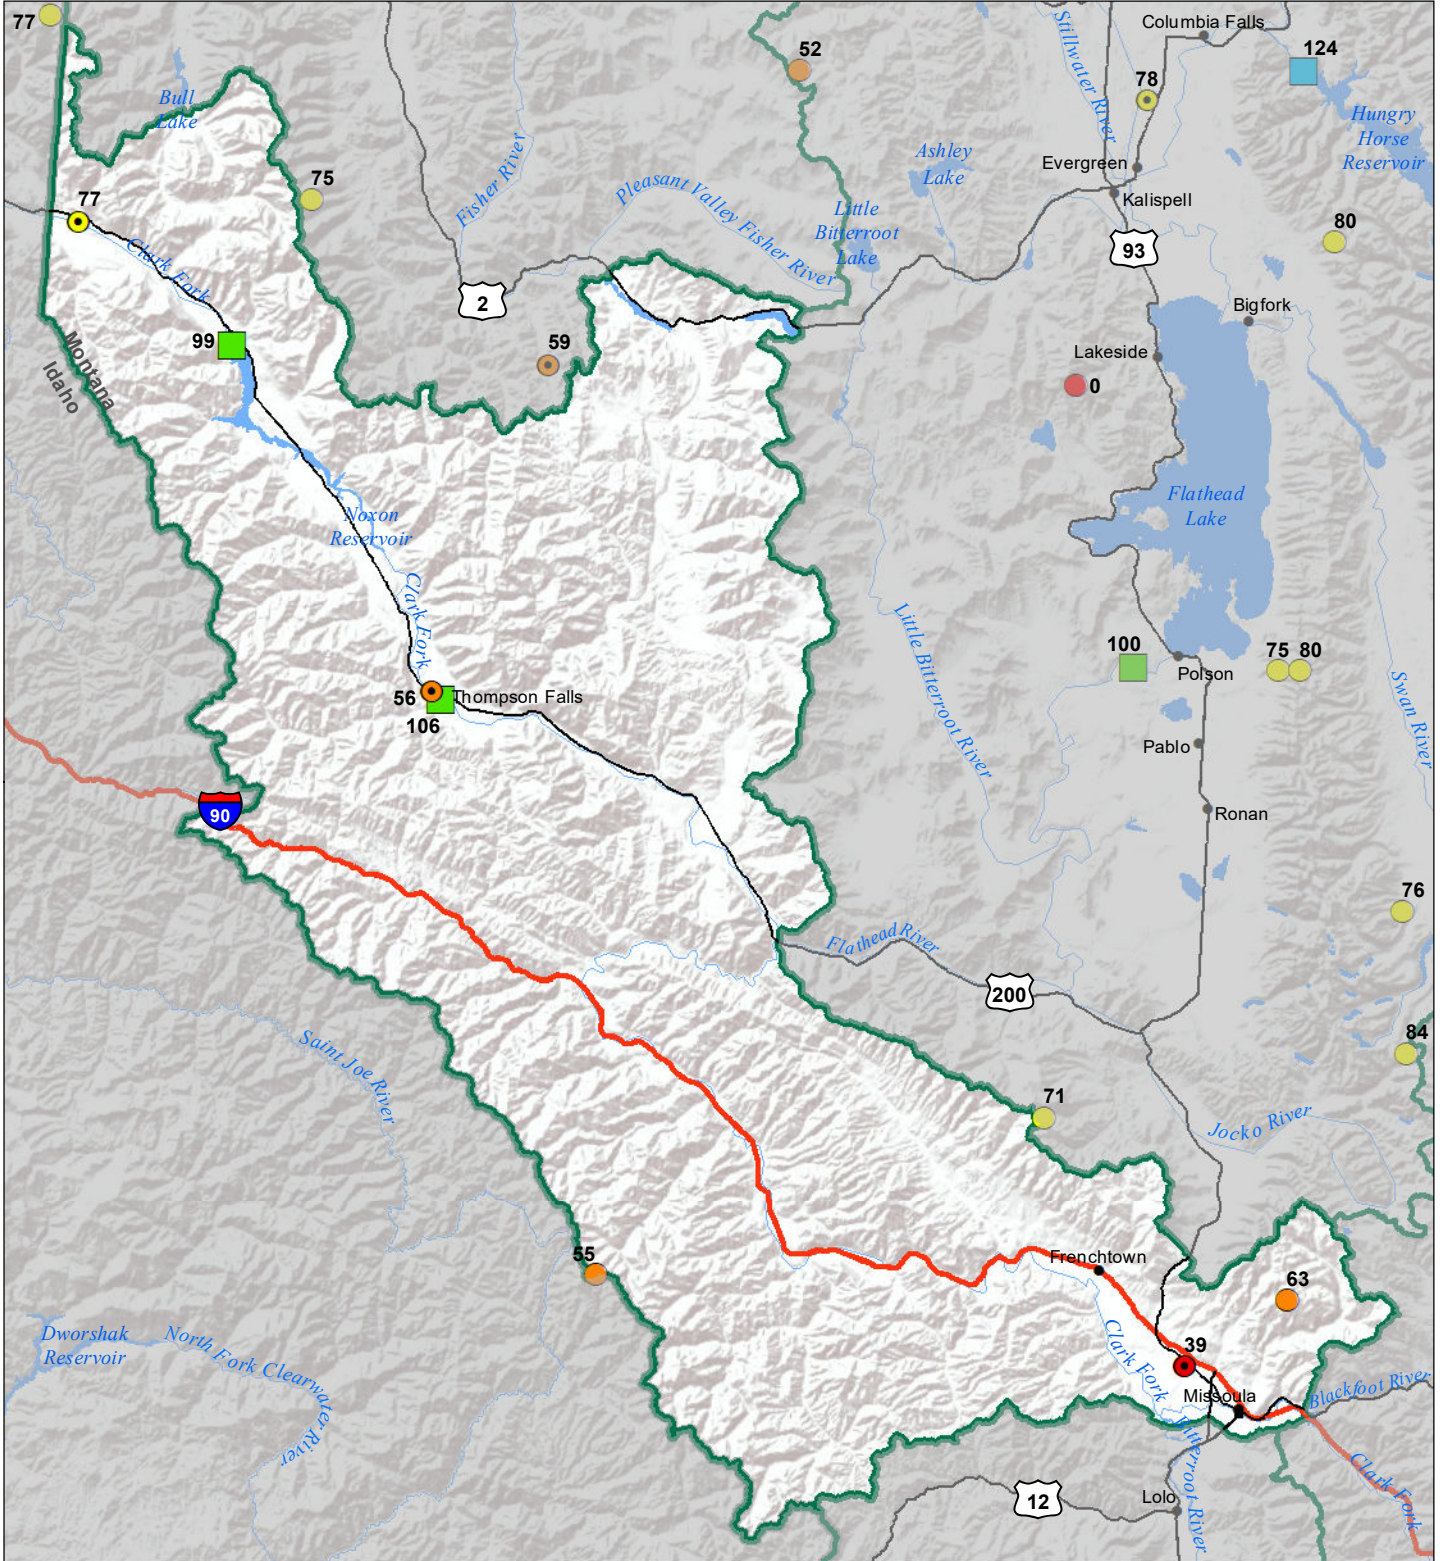 77
52
Stillwater River
Columbia Falls
124
78
Bull
Lake
Hungry
Horse
Reservoir
Fisher River
Ashley
Lake
Evergreen
75
Pleasant Valley Fisher River
77
Kalispell
Little
Bitterroot
Lake
80
93
Clark Fork
2
Bigfork
99
59
Lakeside
0
Montana
Idaho
Flathead
Lake
Noxon
Reservoir
Clark Fork
Little Bitterroot River
100
75
80
Polson
56
Thompson Falls
106
Swan River
Pablo
90
Ronan
76
Flathead River
200
84
Saint Joe River
71
Jocko River
55
Frenchtown
63
Dworshak
Reservoir
North Fork Clearwater
River
39
Clark Fork
Missoula
Blackfoot River
Bitterroot River
Clark Fork
12
Lolo